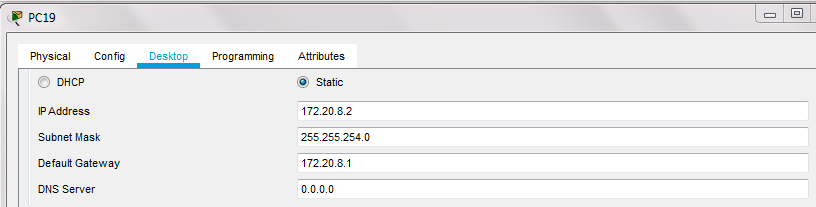 PC19
Physical Config Desktop Programming Attributes
DHCP Static
IP Address 172.20.8.2
Subnet Mask 255.255.254.0
Default Gateway 172.20.8.1
DNS Server 0.0.0.0